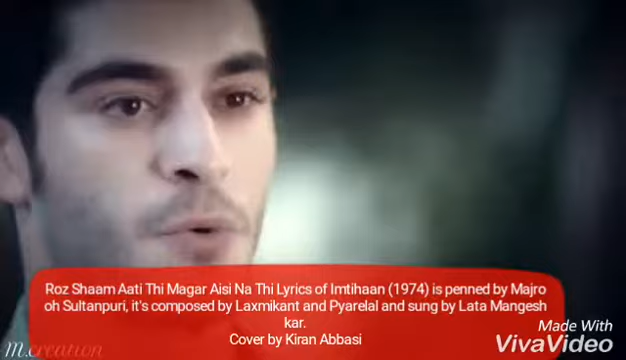 Roz Shaam Aati Thi Magar Aisi Na Thi Lyrics of Imtihaan (1974) is penned by Majro
oh Sultanpuri, it's composed by Laxmikant and Pyarelal and sung by Lata Mangesh
kar.
Cover by Kiran Abbasi
M.creation
Made With
VivaVideo